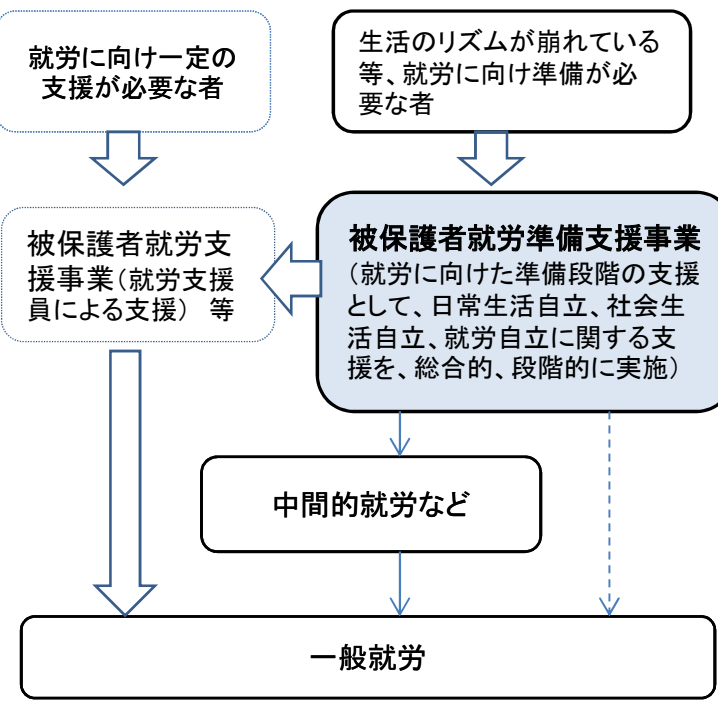 就労に向け一定の
支援が必要な者
生活のリズムが崩れている
等、就労に向け準備が必
要な者
被保護者就労支
援事業(就労支援
員による支援) 等
被保護者就労準備支援事業
(就労に向けた準備段階の支援
として、日常生活自立、社会生
活自立、就労自立に関する支
援を、総合的、段階的に実施)
中間的就労など
一般就労